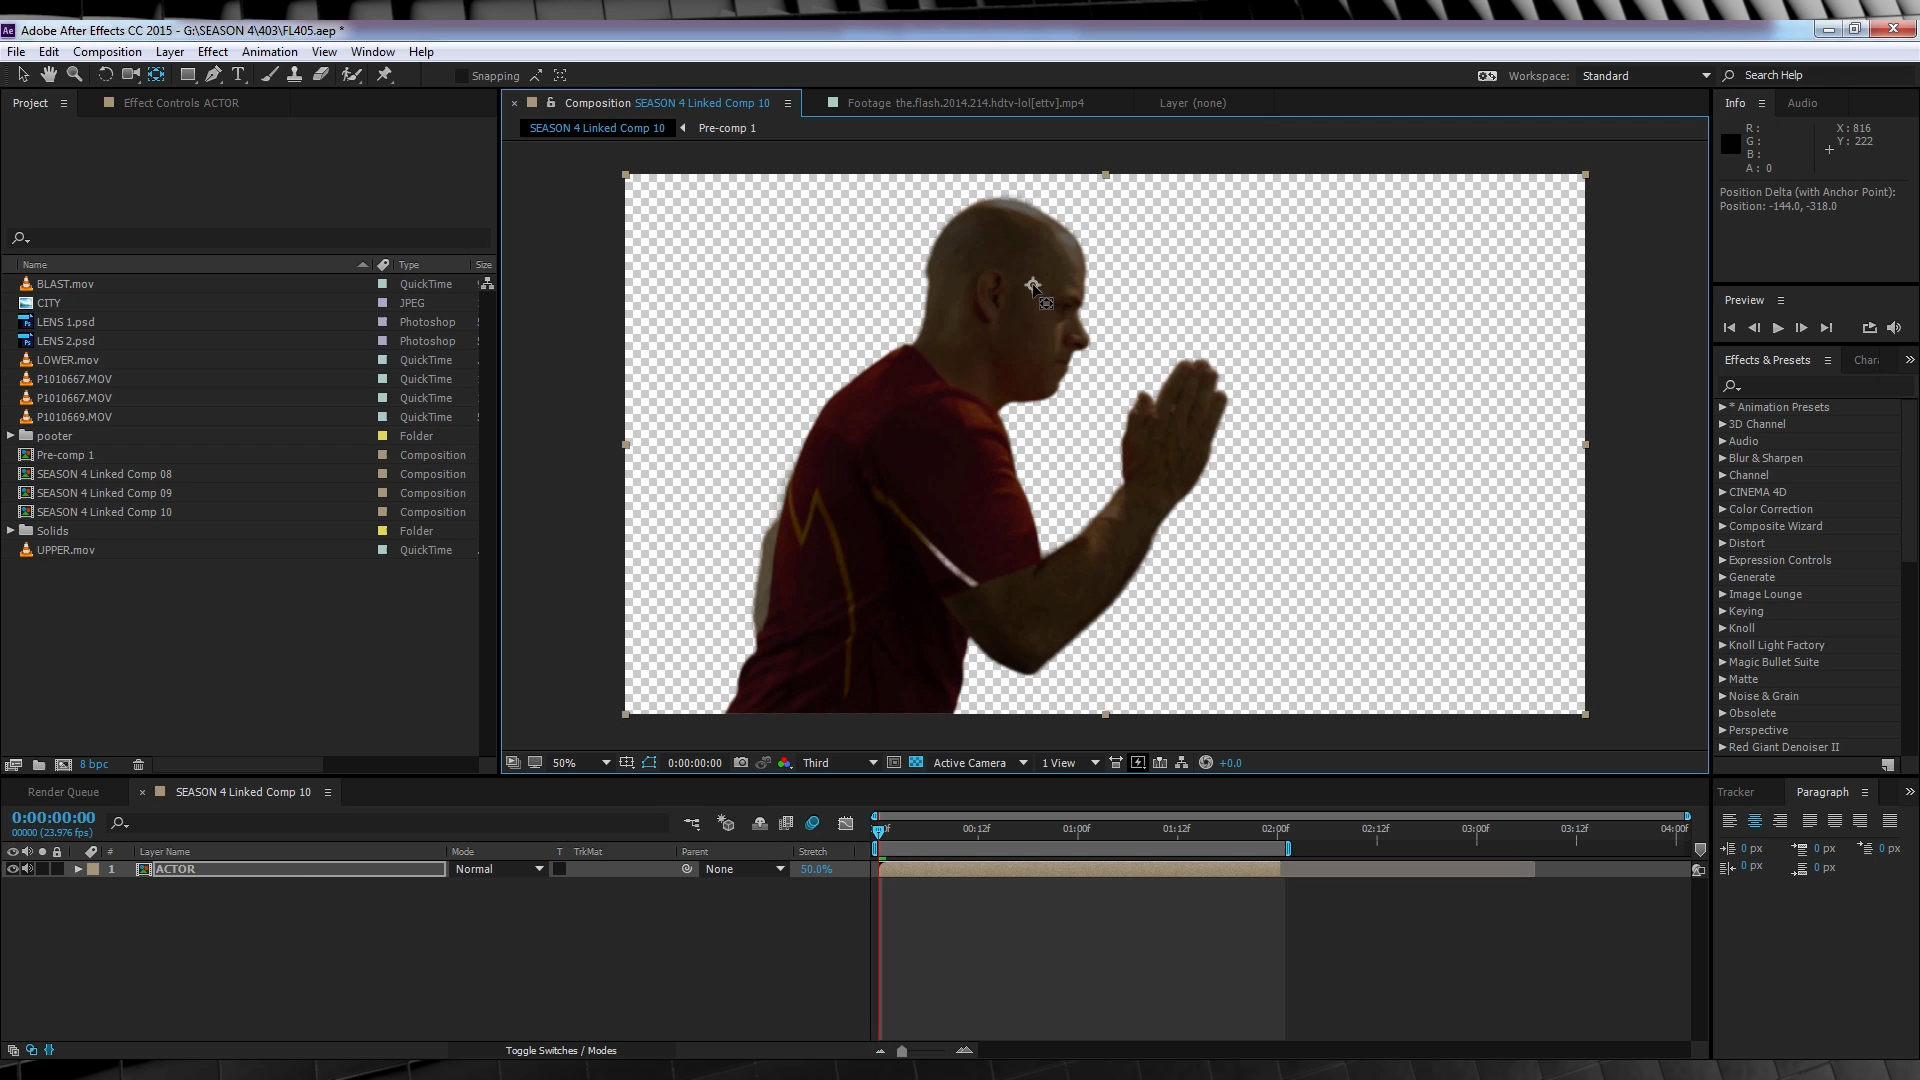 Adobe After Effects CC 2015 - G:\SEASON 4\403\FL405.aep *
File Edit Composition Layer Effect Animation View Window Help
Snapping
Workspace: Standard
Search Help
Project
Effect Controls ACTOR
Composition SEASON 4 Linked Comp 10
Footage the.flash.2014.214.hdtv-lol[ettv].mp4
Layer (none)
SEASON 4 Linked Comp 10
Pre-comp 1
Info
Audio
R :
G :
B :
A : 0
X : 816
Y : 222
Position Delta (with Anchor Point):
Position: -144.0, -318.0
Name Type Size
BLAST.mov QuickTime
CITY JPEG
LENS 1.psd Photoshop
LENS 2.psd Photoshop
LOWER.mov QuickTime
P1010667.MOV QuickTime
P1010667.MOV QuickTime
P1010669.MOV QuickTime
pooter Folder
Pre-comp 1 Composition
SEASON 4 Linked Comp 08 Composition
SEASON 4 Linked Comp 09 Composition
SEASON 4 Linked Comp 10 Composition
Solids Folder
UPPER.mov QuickTime
8 bpc
Preview
Effects & Presets
* Animation Presets
3D Channel
Audio
Blur & Sharpen
Channel
CINEMA 4D
Color Correction
Composite Wizard
Distort
Expression Controls
Generate
Image Lounge
Keying
Knoll
Knoll Light Factory
Magic Bullet Suite
Matte
Noise & Grain
Obsolete
Perspective
Red Giant Denoiser II
50% 0:00:00:00 Third Active Camera 1 View +0.0
Render Queue
SEASON 4 Linked Comp 10
Tracker
Paragraph
0:00:00:00
00000 (23.976 fps)
00:12f 01:00f 01:12f 02:00f 02:12f 03:00f 03:12f 04:00f
# Layer Name Mode T TrkMat Parent Stretch
1 ACTOR Normal None 50.0%
0 px 0 px 0 px
0 px 0 px
Toggle Switches / Modes